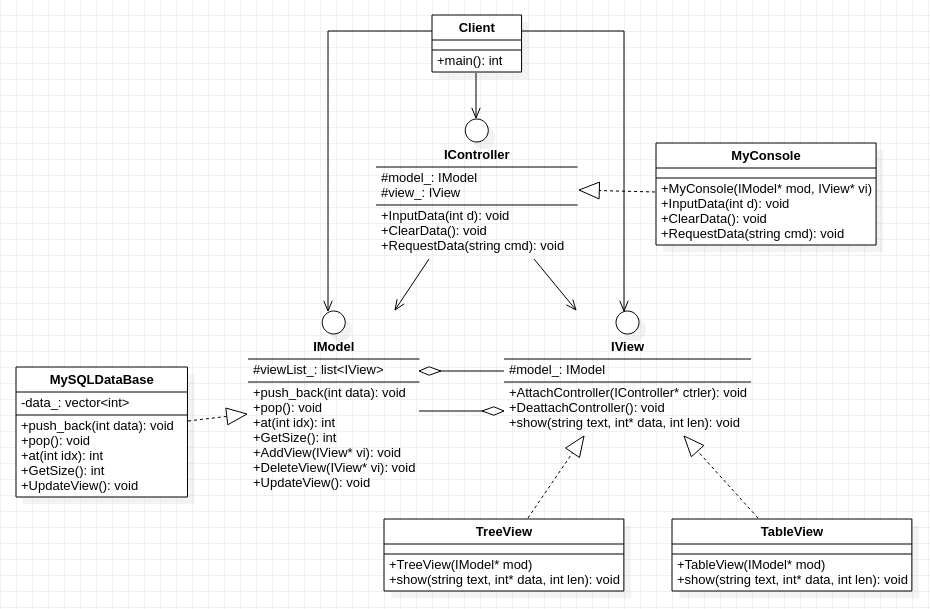 Client
+main(): int
IController
#model_: IModel
#view_: IView
+InputData(int d): void
+ClearData(): void
+RequestData(string cmd): void
MyConsole
+MyConsole(IModel* mod, IView* vi)
+InputData(int d): void
+ClearData(): void
+RequestData(string cmd): void
IModel
#viewList_: list<IView>
+push_back(int data): void
+pop(): void
+at(int idx): int
+GetSize(): int
+AddView(IView* vi): void
+DeleteView(IView* vi): void
+UpdateView(): void
IView
#model_: IModel
+AttachController(IController* ctrler): void
+DeattachController(): void
+show(string text, int* data, int len): void
MySQLDataBase
-data_: vector<int>
+push_back(int data): void
+pop(): void
+at(int idx): int
+GetSize(): int
+UpdateView(): void
TreeView
+TreeView(IModel* mod)
+show(string text, int* data, int len): void
TableView
+TableView(IModel* mod)
+show(string text, int* data, int len): void